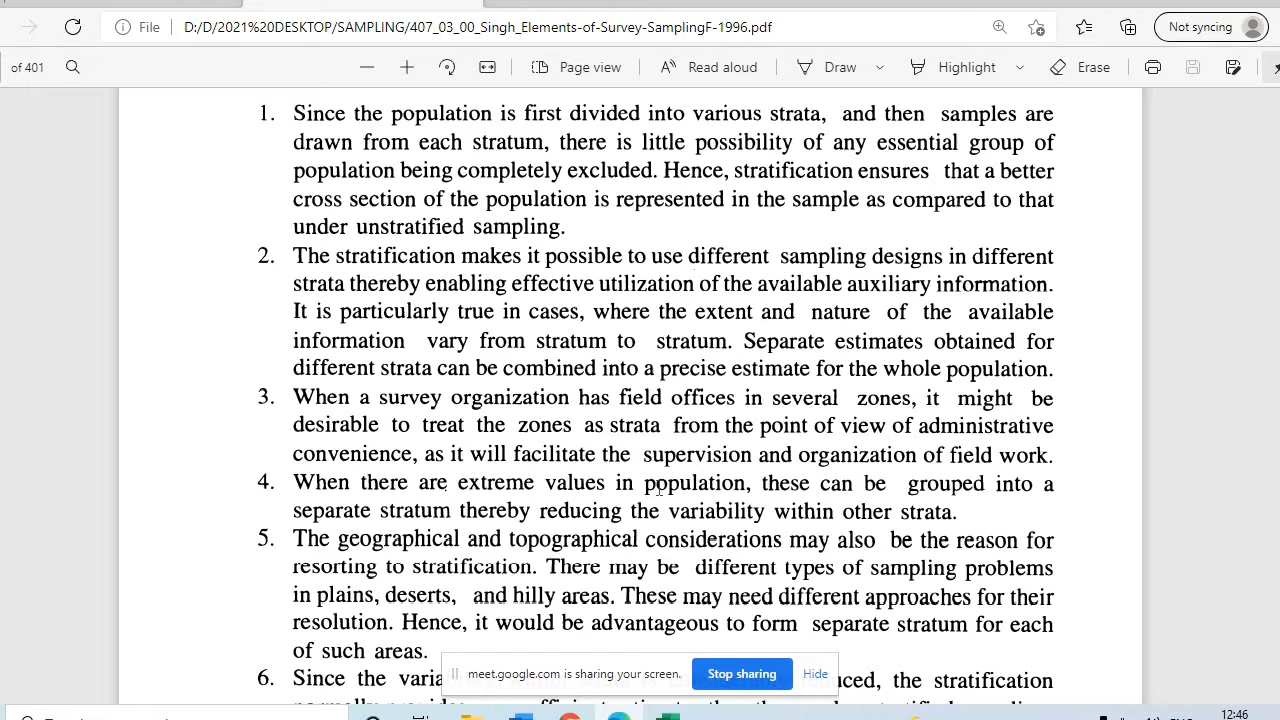 File D:/D/2021%20DESKTOP/SAMPLING/407_03_00_Singh_Elements-of-Survey-SamplingF-1996.pdf Not syncing
of 401 Page view Read aloud Draw Highlight Erase
1. Since the population is first divided into various strata, and then samples are
drawn from each stratum, there is little possibility of any essential group of
population being completely excluded. Hence, stratification ensures that a better
cross section of the population is represented in the sample as compared to that
under unstratified sampling.
2. The stratification makes it possible to use different sampling designs in different
strata thereby enabling effective utilization of the available auxiliary information.
It is particularly true in cases, where the extent and nature of the available
information vary from stratum to stratum. Separate estimates obtained for
different strata can be combined into a precise estimate for the whole population.
3. When a survey organization has field offices in several zones, it might be
desirable to treat the zones as strata from the point of view of administrative
convenience, as it will facilitate the supervision and organization of field work.
4. When there are extreme values in population, these can be grouped into a
separate stratum thereby reducing the variability within other strata.
5. The geographical and topographical considerations may also be the reason for
resorting to stratification. There may be different types of sampling problems
in plains, deserts, and hilly areas. These may need different approaches for their
resolution. Hence, it would be advantageous to form separate stratum for each
of such areas.
meet.google.com is sharing your screen. Stop sharing Hide
6. Since the the stratification
12:46